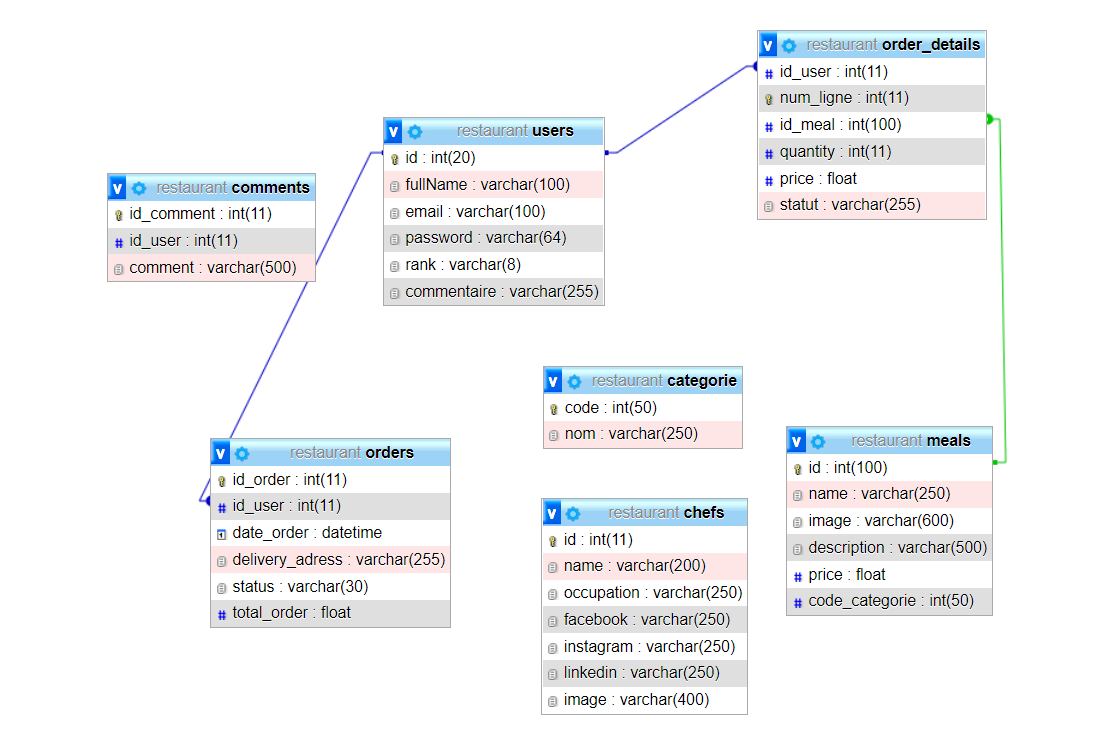 restaurant order_details
id_user : int(11)
num_ligne : int(11)
id_meal : int(100)
quantity : int(11)
price : float
statut : varchar(255)
restaurant users
id : int(20)
fullName : varchar(100)
email : varchar(100)
password : varchar(64)
rank : varchar(8)
commentaire : varchar(255)
restaurant comments
id_comment : int(11)
id_user : int(11)
comment : varchar(500)
restaurant categorie
code : int(50)
nom : varchar(250)
restaurant orders
id_order : int(11)
id_user : int(11)
date_order : datetime
delivery_adress : varchar(255)
status : varchar(30)
total_order : float
restaurant chefs
id : int(11)
name : varchar(200)
occupation : varchar(250)
facebook : varchar(250)
instagram : varchar(250)
linkedin : varchar(250)
image : varchar(400)
restaurant meals
id : int(100)
name : varchar(250)
image : varchar(600)
description : varchar(500)
price : float
code_categorie : int(50)